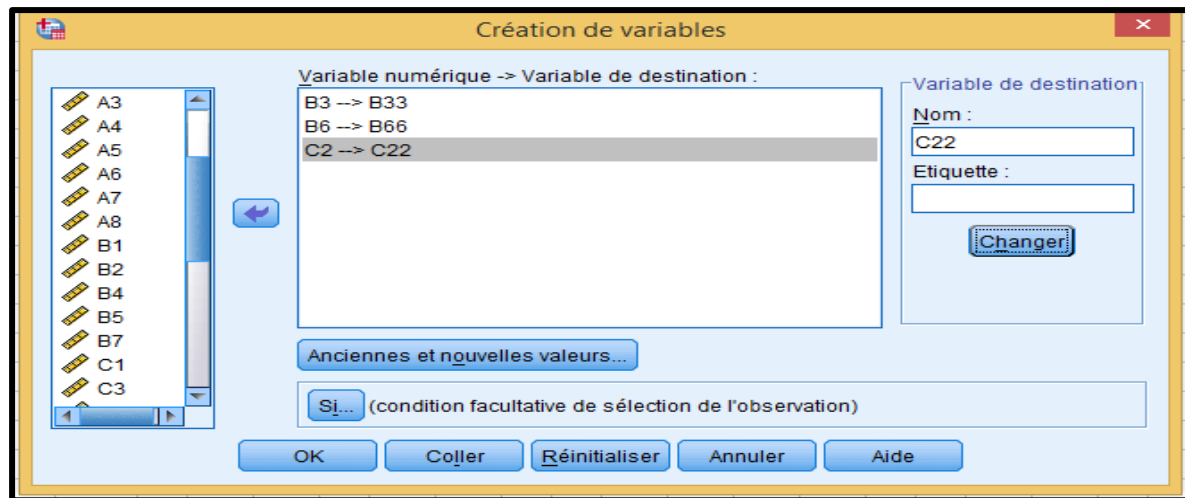 Création de variables
A3
A4
A5
A6
A7
A8
B1
B2
B4
B5
B7
C1
C3
Variable numérique -> Variable de destination :
B3 --> B33
B6 --> B66
C2 --> C22
Variable de destination
Nom :
C22
Etiquette :
Changer
Anciennes et nouvelles valeurs...
Si... (condition facultative de sélection de l'observation)
OK Coller Réinitialiser Annuler Aide